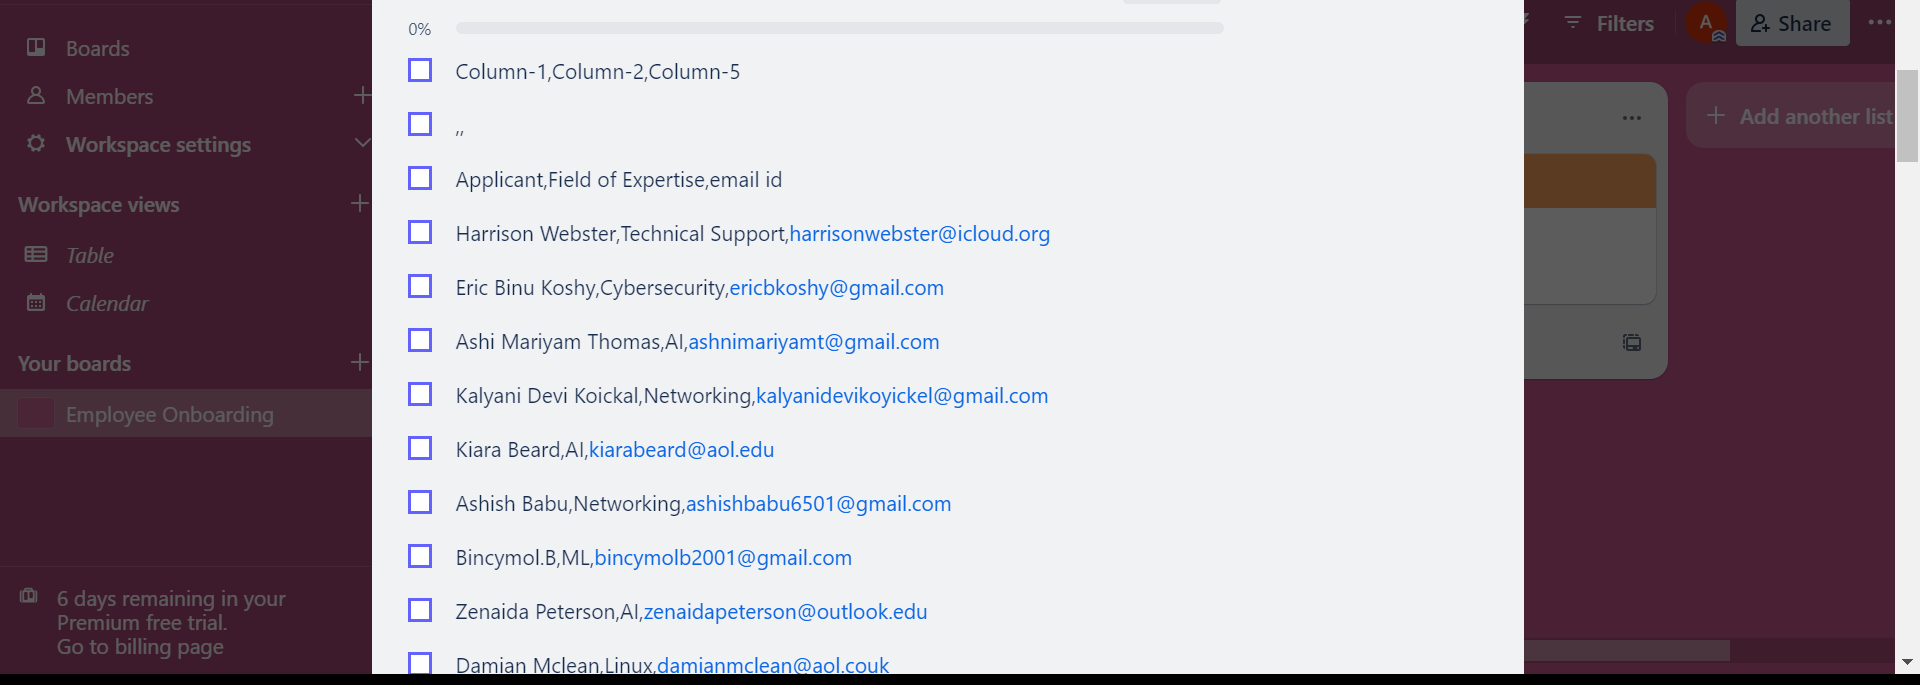 Boards
Members
Workspace settings
Workspace views
Table
Calendar
Your boards
Employee Onboarding
6 days remaining in your
Premium free trial.
Go to billing page
0%
Column-1,Column-2,Column-5
,,
Applicant,Field of Expertise,email id
Harrison Webster,Technical Support,harrisonwebster@icloud.org
Eric Binu Koshy,Cybersecurity,ericbkoshy@gmail.com
Ashi Mariyam Thomas,AI,ashnimariyamt@gmail.com
Kalyani Devi Koickal,Networking,kalyanidevikoyickel@gmail.com
Kiara Beard,AI,kiarabeard@aol.edu
Ashish Babu,Networking,ashishbabu6501@gmail.com
Bincymol.B,ML,bincymolb2001@gmail.com
Zenaida Peterson,AI,zenaidapeterson@outlook.edu
Damian Mclean,Linux,damianmclean@aol.couk
Filters
A
Share
Add another list